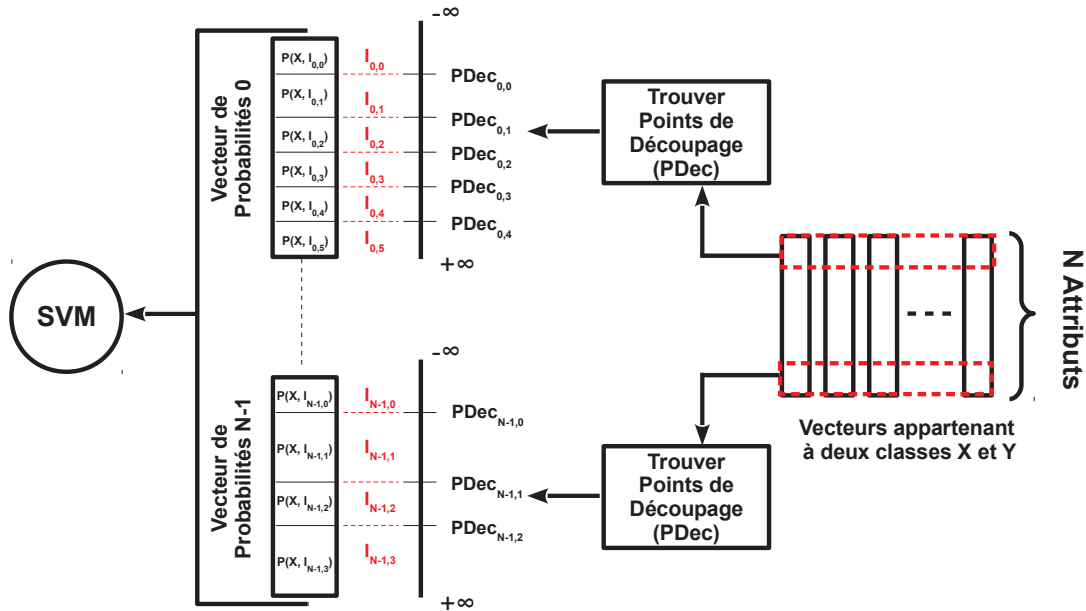 -∞
P(X, I0,0)
I0,0
PDec0,0
P(X, I0,1)
I0,1
PDec0,1
P(X, I0,2)
I0,2
PDec0,2
P(X, I0,3)
I0,3
PDec0,3
P(X, I0,4)
I0,4
PDec0,4
P(X, I0,5)
I0,5
+∞
Vecteur de
Probabilités 0
Trouver
Points de
Découpage
(PDec)
N Attributs
SVM
-∞
P(X, IN-1,0)
IN-1,0
PDecN-1,0
P(X, IN-1,1)
IN-1,1
PDecN-1,1
P(X, IN-1,2)
IN-1,2
PDecN-1,2
P(X, IN-1,3)
IN-1,3
+∞
Vecteur de
Probabilités N-1
Trouver
Points de
Découpage
(PDec)
Vecteurs appartenant
à deux classes X et Y